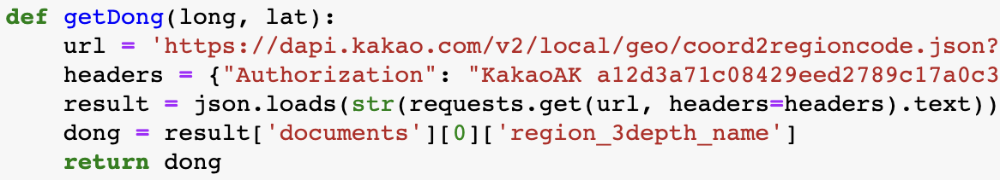 def getDong(long, lat):
    url = 'https://dapi.kakao.com/v2/local/geo/coord2regioncode.json?
    headers = {"Authorization": "KakaoAK a12d3a71c08429eed2789c17a0c3
    result = json.loads(str(requests.get(url, headers=headers).text))
    dong = result['documents'][0]['region_3depth_name']
    return dong